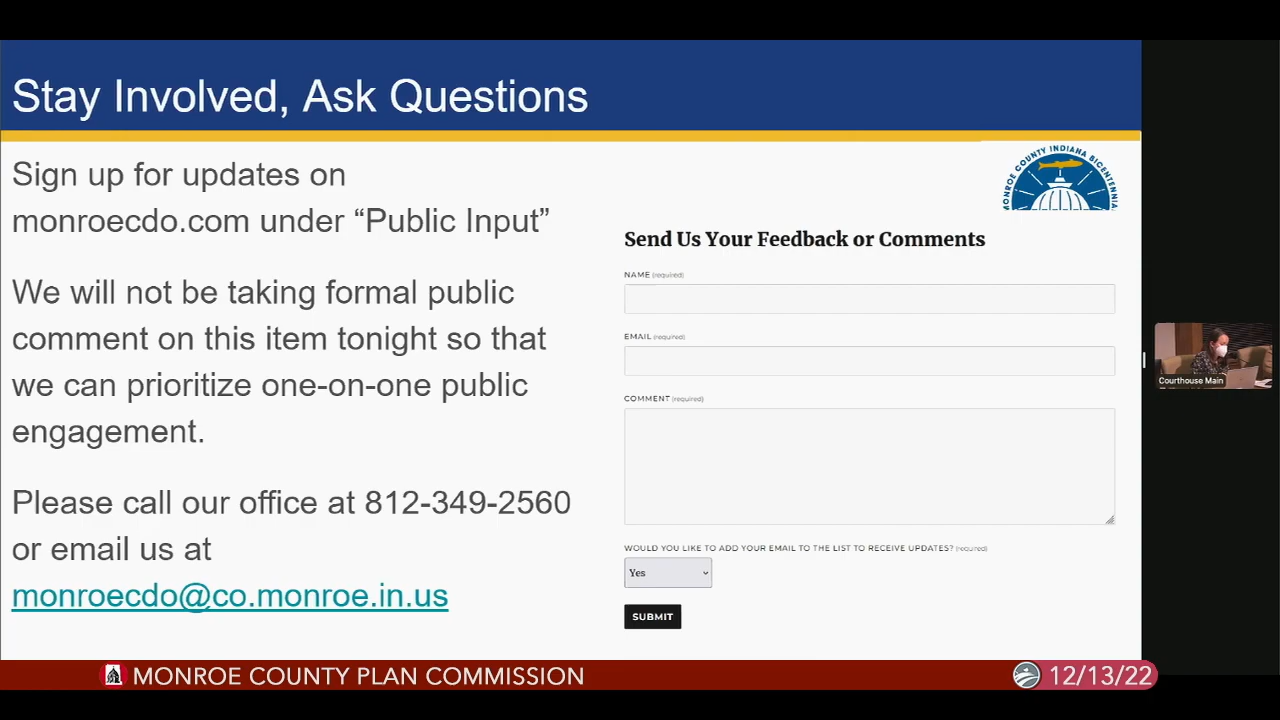 Stay Involved, Ask Questions
Sign up for updates on
monroecdo.com under “Public Input”
We will not be taking formal public
comment on this item tonight so that
we can prioritize one-on-one public
engagement.
Please call our office at 812-349-2560
or email us at
monroecdo@co.monroe.in.us
MONROE COUNTY INDIANA BICENTENNIAL
Send Us Your Feedback or Comments
NAME (required)
EMAIL (required)
COMMENT (required)
WOULD YOU LIKE TO ADD YOUR EMAIL TO THE LIST TO RECEIVE UPDATES? (required)
Yes
SUBMIT
Courthouse Main
MONROE COUNTY PLAN COMMISSION
12/13/22